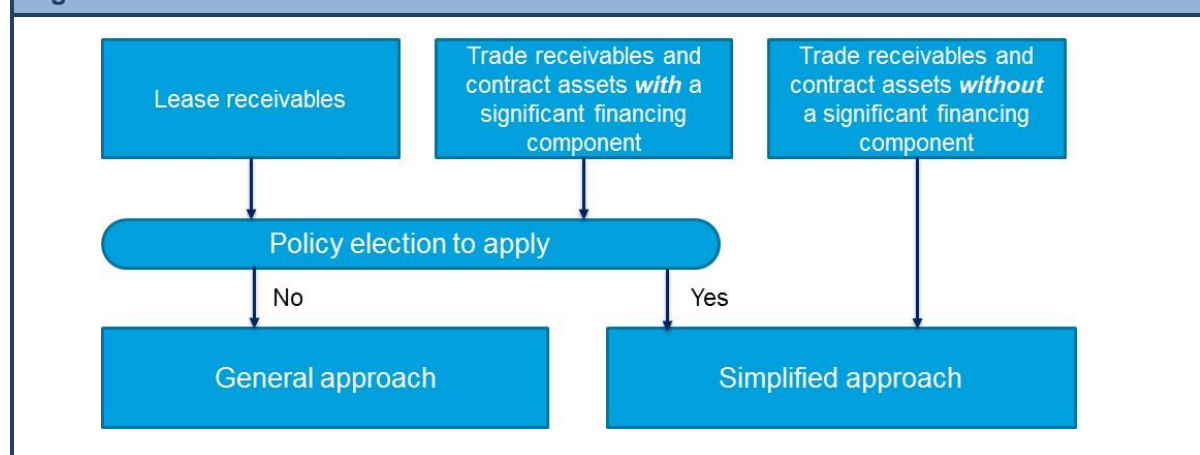 Lease receivables
Trade receivables and
contract assets with a
significant financing
component
Trade receivables and
contract assets without
a significant financing
component
Policy election to apply
No
Yes
General approach
Simplified approach